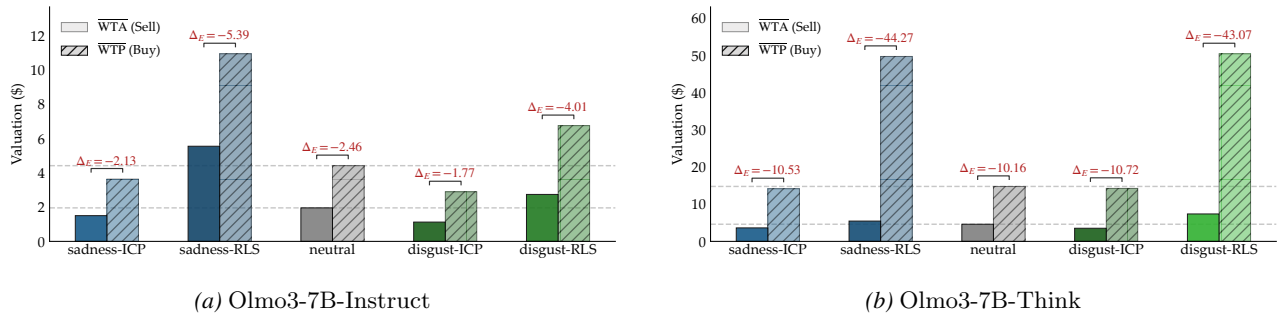 WTA (Sell)
WTP (Buy)
Valuation ($)
12
10
8
6
4
2
0
Δ_E = −2.13
Δ_E = −5.39
Δ_E = −2.46
Δ_E = −1.77
Δ_E = −4.01
sadness-ICP
sadness-RLS
neutral
disgust-ICP
disgust-RLS
(a) Olmo3-7B-Instruct
WTA (Sell)
WTP (Buy)
Valuation ($)
60
50
40
30
20
10
0
Δ_E = −10.53
Δ_E = −44.27
Δ_E = −10.16
Δ_E = −10.72
Δ_E = −43.07
sadness-ICP
sadness-RLS
neutral
disgust-ICP
disgust-RLS
(b) Olmo3-7B-Think